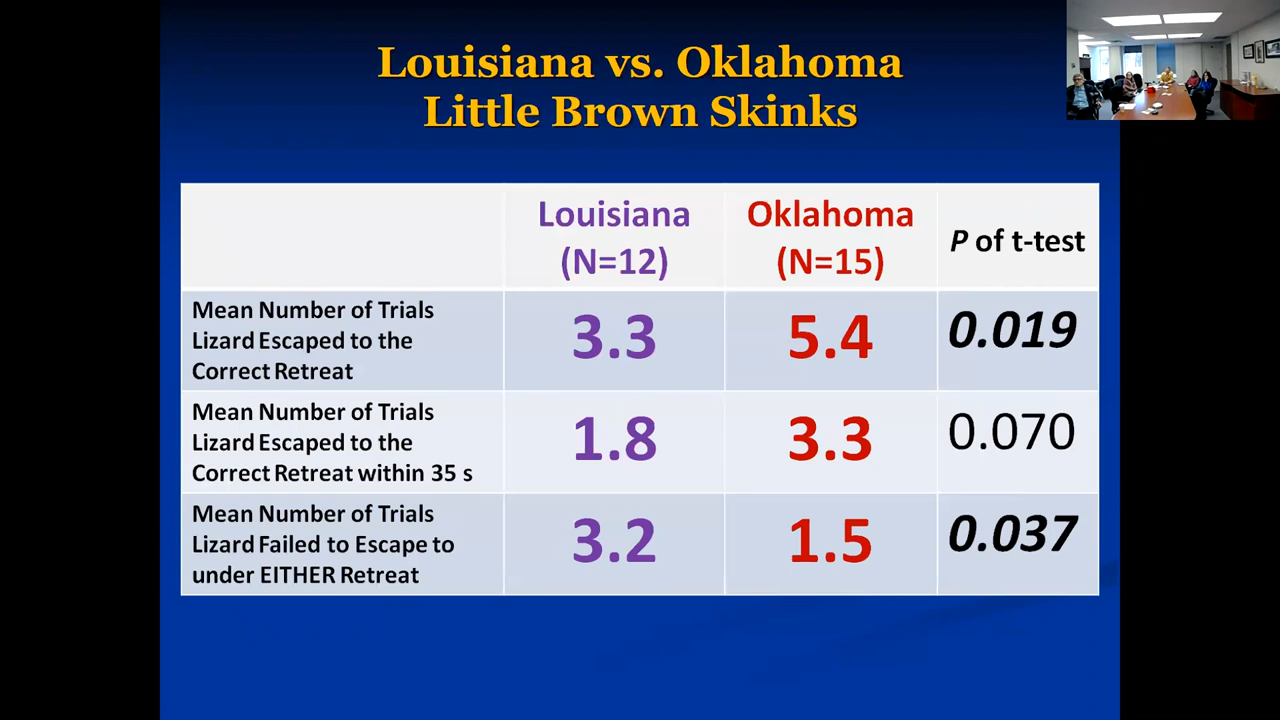 Louisiana vs. Oklahoma
Little Brown Skinks
Louisiana
(N=12)
Oklahoma
(N=15)
P of t-test
Mean Number of Trials
Lizard Escaped to the
Correct Retreat
3.3
5.4
0.019
Mean Number of Trials
Lizard Escaped to the
Correct Retreat within 35 s
1.8
3.3
0.070
Mean Number of Trials
Lizard Failed to Escape to
under EITHER Retreat
3.2
1.5
0.037